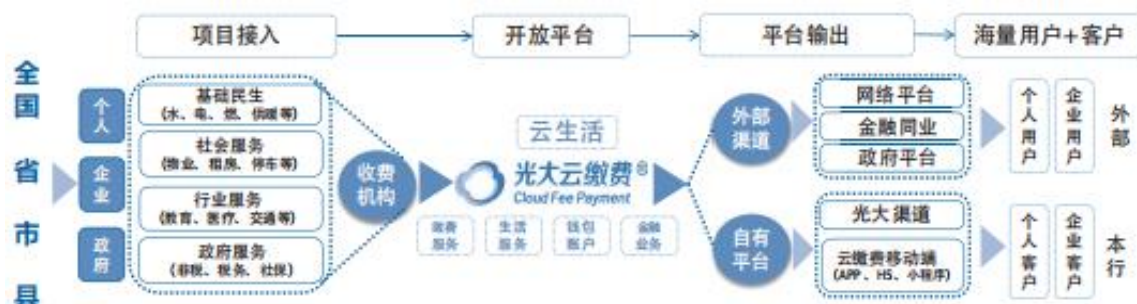 项目接入
开放平台
平台输出
海量用户+客户
全国
省
市
县
个人
企业
政府
基础民生
(水、电、燃、供暖等)
社会服务
(物业、租房、停车等)
行业服务
(教育、医疗、交通等)
政府服务
(非税、税务、社保)
收费
机构
云生活
光大云缴费®
Cloud Fee Payment
缴费
服务
生活
服务
钱包
账户
金融
业务
外部
渠道
网络平台
金融同业
政府平台
自有
平台
光大渠道
云缴费移动端
(APP、H5、小程序)
个人用户
企业用户
外部
个人客户
企业客户
本行